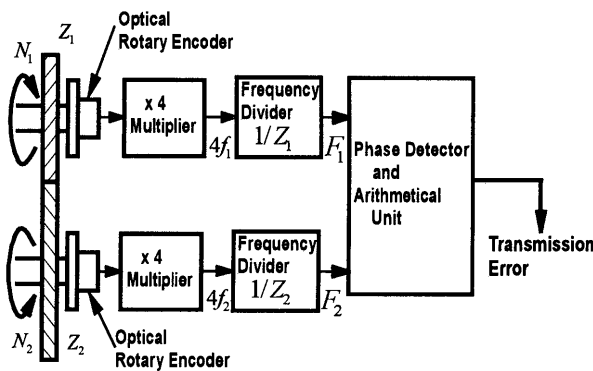 Optical
Rotary Encoder
Z₁
N₁
x 4
Multiplier
4f₁
Frequency
Divider
1/Z₁
F₁
Phase Detector
and
Arithmetical
Unit
Transmission
Error
N₂
Z₂
x 4
Multiplier
4f₂
Frequency
Divider
1/Z₂
F₂
Optical
Rotary Encoder